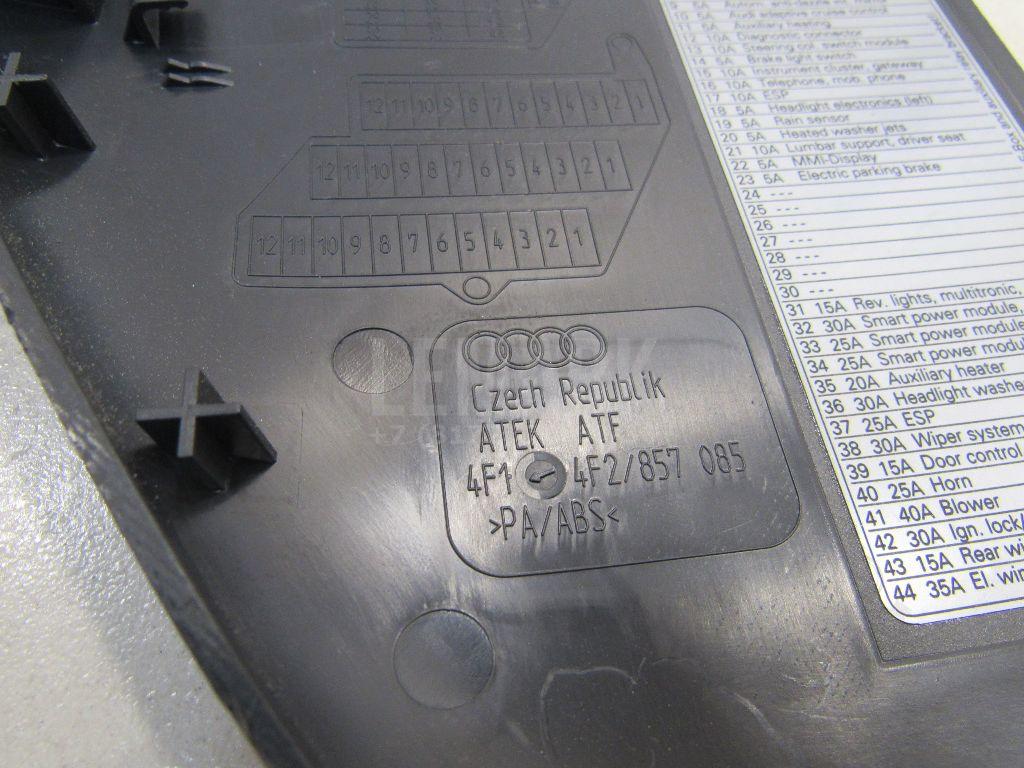 12 11 10 9 8 7 6 5 4 3 2 1
12 11 10 9 8 7 6 5 4 3 2 1
12 11 10 9 8 7 6 5 4 3 2 1
Czech Republik
ATEK ATF
4F1 4F2/857 085
>PA/ABS<
10 5A Audi adaptive cruise control
Auxiliary heating
12 10A Diagnostic connector
13 10A Steering col. switch module
Brake light switch
10A Instrument cluster, gateway
16 10A Telephone, mob. phone
17 10A ESP
18 5A Headlight electronics (left)
19 5A Rain sensor
20 5A Heated washer jets
21 10A Lumbar support, driver seat
22 5A MMI-Display
23 5A Electric parking brake
24 ---
25 ---
26 ---
27 ---
28 ---
29 ---
30 ---
31 15A Rev. lights, multitronic,
32 30A Smart power module,
33 25A Smart power module
34 25A Smart power modu
35 20A Auxiliary heater
36 30A Headlight washe
37 25A ESP
38 30A Wiper system
39 15A Door control
40 25A Horn
41 40A Blower
42 30A Ign. lock/
43 15A Rear wi
44 35A El. win